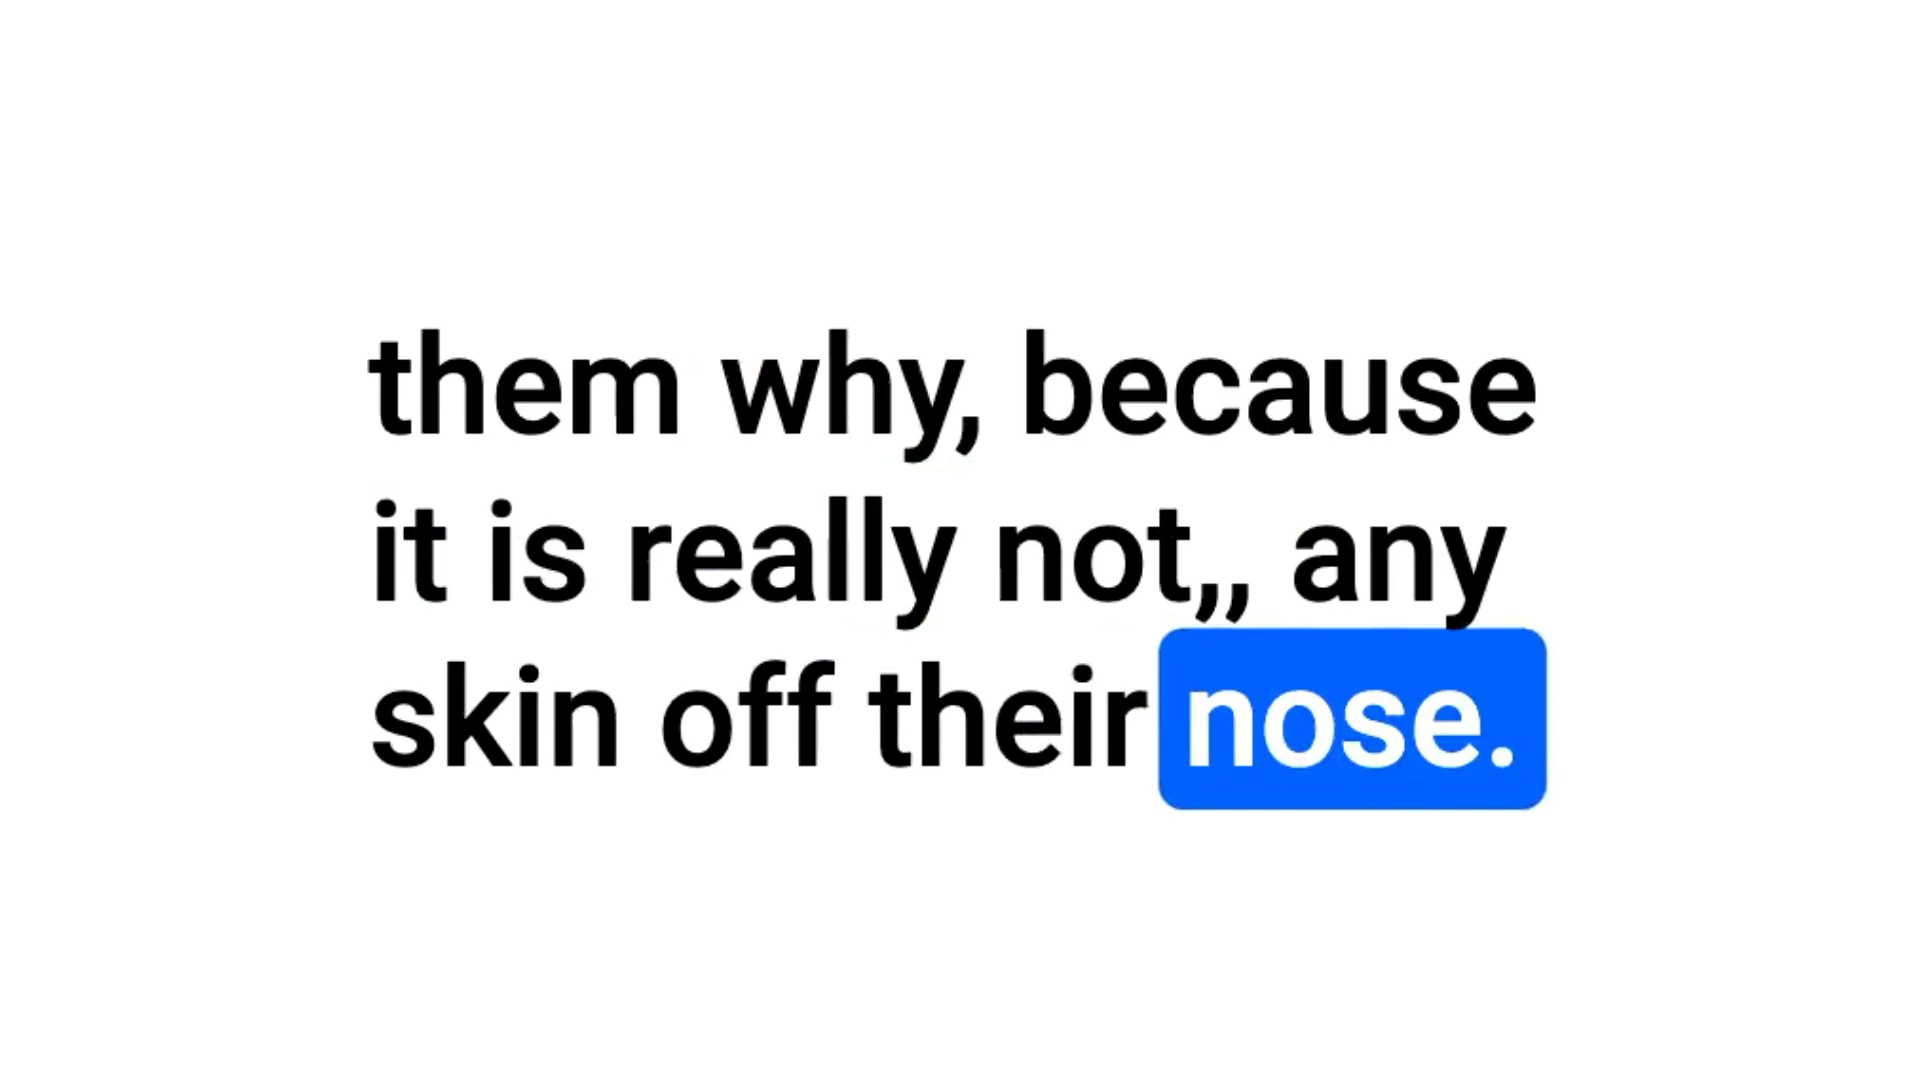 them why, because
it is really not,, any
skin off their nose.